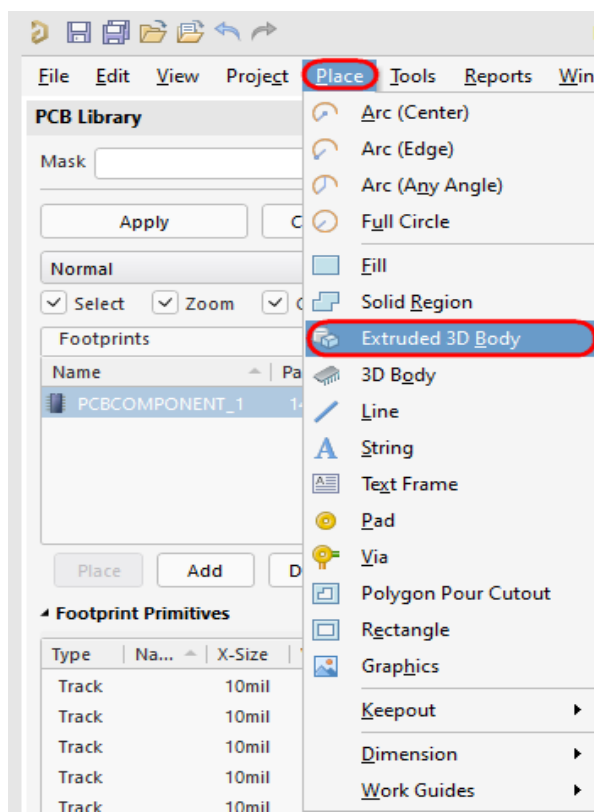 File Edit View Project Place Tools Reports Win
PCB Library
Mask
Apply C
Normal
Select Zoom
Footprints
Name Pa
PCBCOMPONENT_1 14
Place Add D
Footprint Primitives
Type Na... X-Size
Track 10mil
Track 10mil
Track 10mil
Track 10mil
Track 10mil
Arc (Center)
Arc (Edge)
Arc (Any Angle)
Full Circle
Fill
Solid Region
Extruded 3D Body
3D Body
Line
String
Text Frame
Pad
Via
Polygon Pour Cutout
Rectangle
Graphics
Keepout
Dimension
Work Guides